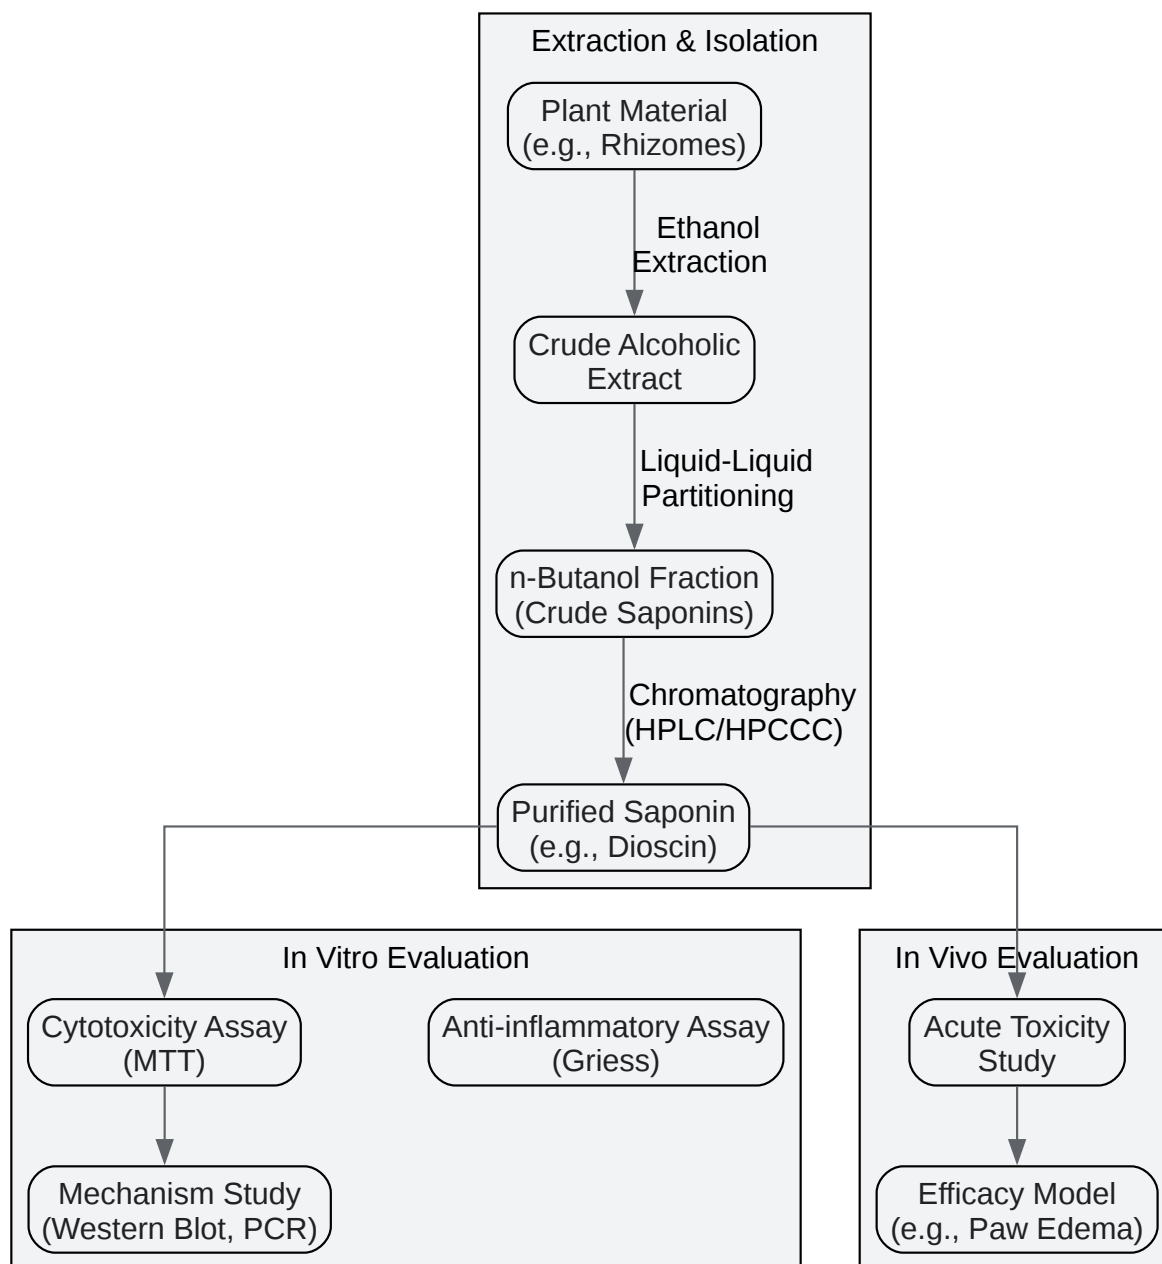 Extraction & Isolation
Plant Material
(e.g., Rhizomes)
Ethanol
Extraction
Crude Alcoholic
Extract
Liquid-Liquid
Partitioning
n-Butanol Fraction
(Crude Saponins)
Chromatography
(HPLC/HPCCC)
Purified Saponin
(e.g., Dioscin)
In Vitro Evaluation
Cytotoxicity Assay
(MTT)
Anti-inflammatory Assay
(Griess)
Mechanism Study
(Western Blot, PCR)
In Vivo Evaluation
Acute Toxicity
Study
Efficacy Model
(e.g., Paw Edema)